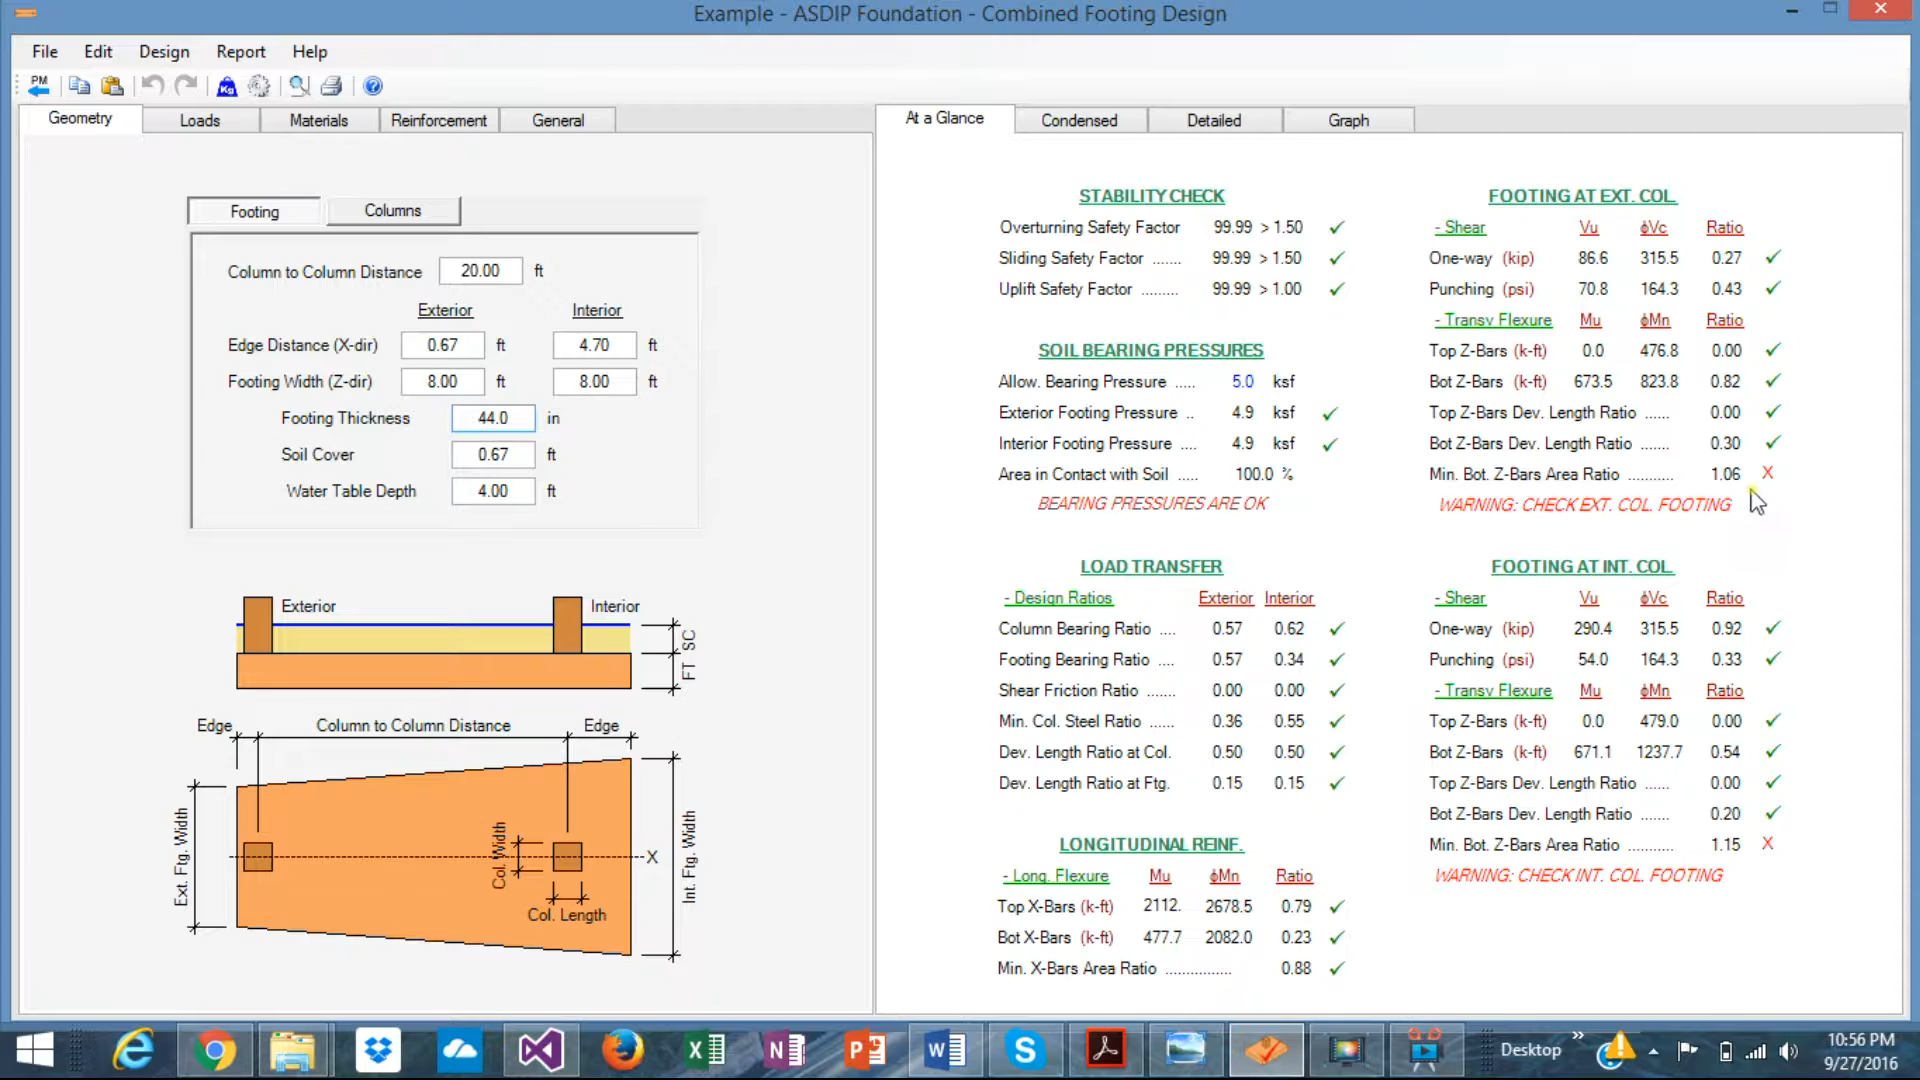 Example - ASDIP Foundation - Combined Footing Design
File Edit Design Report Help
PM Kg
Geometry Loads Materials Reinforcement General
Footing Columns
Column to Column Distance 20.00 ft
Exterior Interior
Edge Distance (X-dir) 0.67 ft 4.70 ft
Footing Width (Z-dir) 8.00 ft 8.00 ft
Footing Thickness 44.0 in
Soil Cover 0.67 ft
Water Table Depth 4.00 ft
Exterior Interior
SC
FT
Edge Column to Column Distance Edge
Ext. Ftg. Width
Col. Width
X
Int. Ftg. Width
Col. Length
At a Glance Condensed Detailed Graph
STABILITY CHECK
Overturning Safety Factor 99.99 > 1.50 ✓
Sliding Safety Factor ....... 99.99 > 1.50 ✓
Uplift Safety Factor ......... 99.99 > 1.00 ✓
SOIL BEARING PRESSURES
Allow. Bearing Pressure ..... 5.0 ksf
Exterior Footing Pressure .. 4.9 ksf ✓
Interior Footing Pressure .... 4.9 ksf ✓
Area in Contact with Soil ..... 100.0 %
BEARING PRESSURES ARE OK
LOAD TRANSFER
- Design Ratios Exterior Interior
Column Bearing Ratio .... 0.57 0.62 ✓
Footing Bearing Ratio .... 0.57 0.34 ✓
Shear Friction Ratio ....... 0.00 0.00 ✓
Min. Col. Steel Ratio ...... 0.36 0.55 ✓
Dev. Length Ratio at Col. 0.50 0.50 ✓
Dev. Length Ratio at Ftg. 0.15 0.15 ✓
LONGITUDINAL REINF.
- Long. Flexure Mu ϕMn Ratio
Top X-Bars (k-ft) 2112. 2678.5 0.79 ✓
Bot X-Bars (k-ft) 477.7 2082.0 0.23 ✓
Min. X-Bars Area Ratio ............... 0.88 ✓
FOOTING AT EXT. COL.
- Shear Vu ϕVc Ratio
One-way (kip) 86.6 315.5 0.27 ✓
Punching (psi) 70.8 164.3 0.43 ✓
- Transv Flexure Mu ϕMn Ratio
Top Z-Bars (k-ft) 0.0 476.8 0.00 ✓
Bot Z-Bars (k-ft) 673.5 823.8 0.82 ✓
Top Z-Bars Dev. Length Ratio ...... 0.00 ✓
Bot Z-Bars Dev. Length Ratio ....... 0.30 ✓
Min. Bot. Z-Bars Area Ratio ........... 1.06 X
WARNING: CHECK EXT. COL. FOOTING
FOOTING AT INT. COL.
- Shear Vu ϕVc Ratio
One-way (kip) 290.4 315.5 0.92 ✓
Punching (psi) 54.0 164.3 0.33 ✓
- Transv Flexure Mu ϕMn Ratio
Top Z-Bars (k-ft) 0.0 479.0 0.00 ✓
Bot Z-Bars (k-ft) 671.1 1237.7 0.54 ✓
Top Z-Bars Dev. Length Ratio ...... 0.00 ✓
Bot Z-Bars Dev. Length Ratio ....... 0.20 ✓
Min. Bot. Z-Bars Area Ratio ........... 1.15 X
WARNING: CHECK INT. COL. FOOTING
Desktop
10:56 PM
9/27/2016